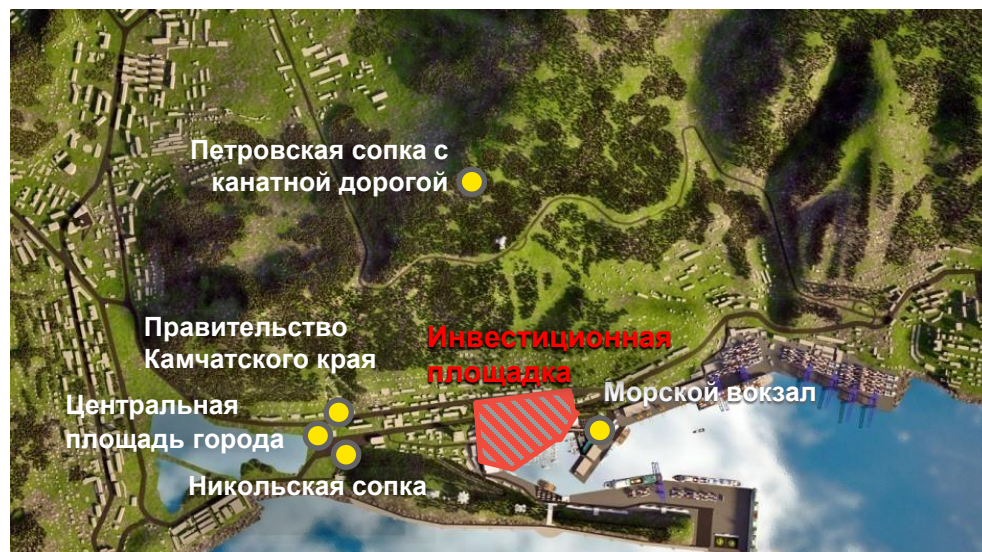 Петровская сопка с
канатной дорогой
Правительство
Камчатского края
Инвестиционная
площадка
Морской вокзал
Центральная
площадь города
Никольская сопка